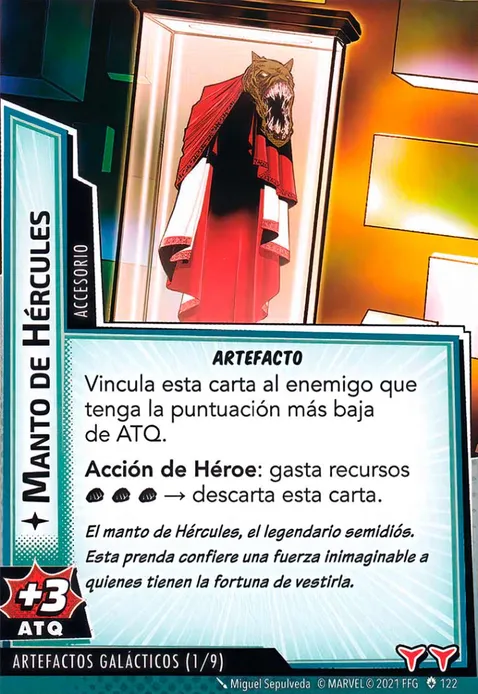 MANTO DE HÉRCULES
ACCESORIO
ARTEFACTO
Vincula esta carta al enemigo que
tenga la puntuación más baja
de ATQ.
Acción de Héroe: gasta recursos
→ descarta esta carta.
El manto de Hércules, el legendario semidiós.
Esta prenda confiere una fuerza inimaginable a
quienes tienen la fortuna de vestirla.
+3
ATQ
ARTEFACTOS GALÁCTICOS (1/9)
Miguel Sepulveda © MARVEL © 2021 FFG 122